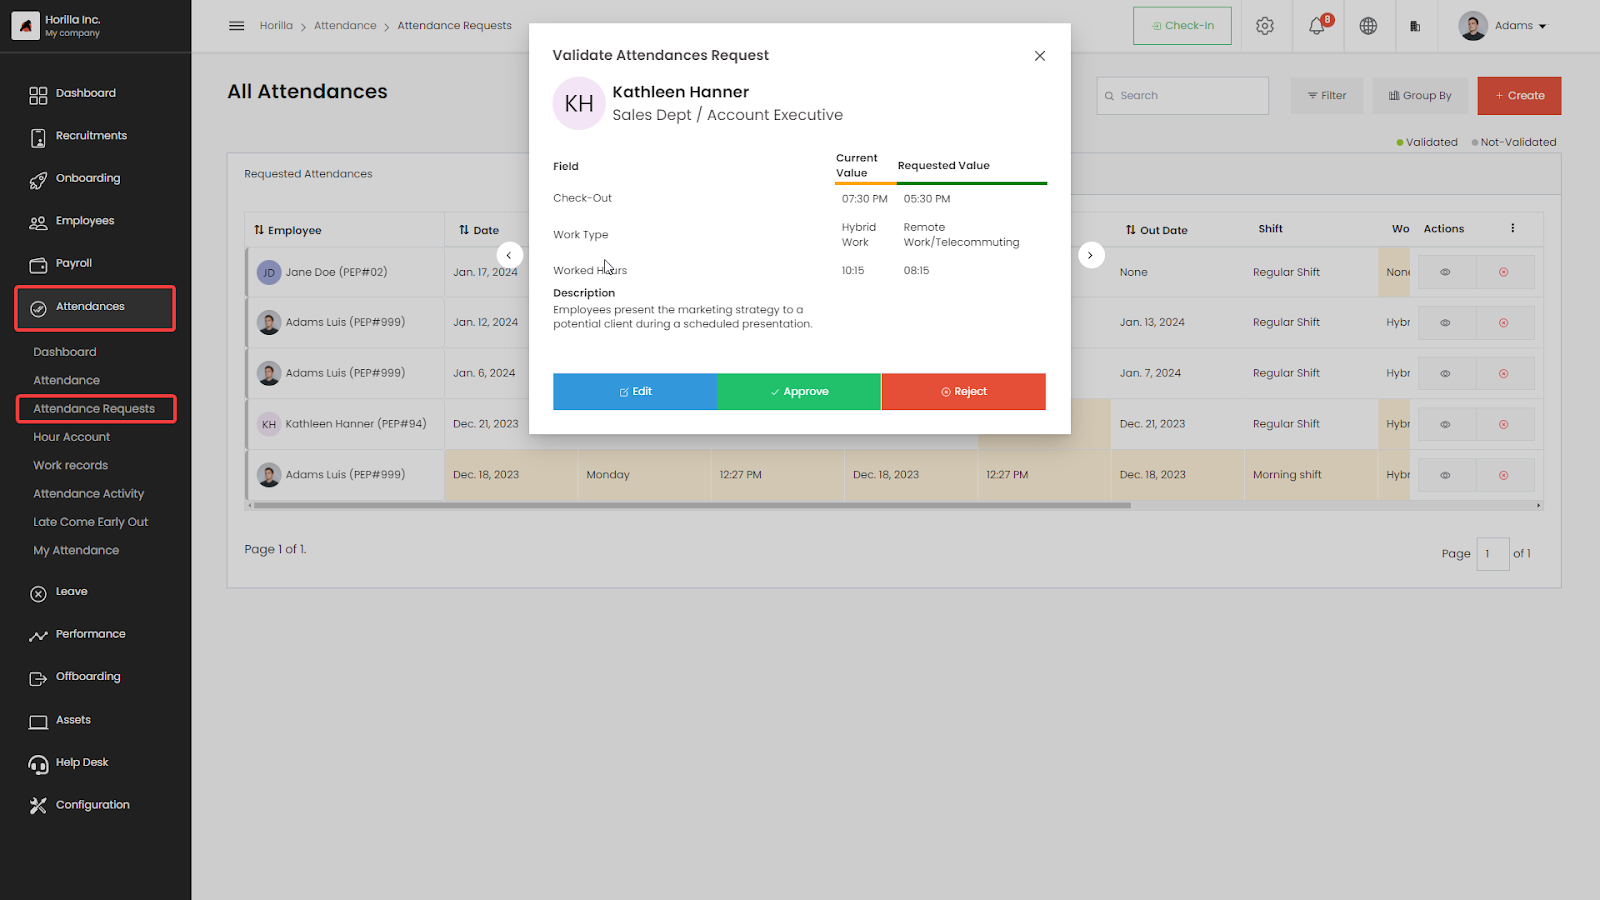 Horilla Inc.
My company
Dashboard
Recruitments
Onboarding
Employees
Payroll
Attendances
Dashboard
Attendance
Attendance Requests
Hour Account
Work records
Attendance Activity
Late Come Early Out
My Attendance
Leave
Performance
Offboarding
Assets
Help Desk
Configuration
Horilla > Attendance > Attendance Requests
Check-In
8
Adams
All Attendances
Search
Filter
Group By
+ Create
Validated
Not-Validated
Requested Attendances
Employee Date Out Date Shift Wo Actions
JD Jane Doe (PEP#02) Jan. 17, 2024 None Regular Shift None
Adams Luis (PEP#999) Jan. 12, 2024 Jan. 13, 2024 Regular Shift Hybr
Adams Luis (PEP#999) Jan. 6, 2024 Jan. 7, 2024 Regular Shift Hybr
KH Kathleen Hanner (PEP#94) Dec. 21, 2023 Dec. 21, 2023 Regular Shift Hybr
Adams Luis (PEP#999) Dec. 18, 2023 Monday 12:27 PM Dec. 18, 2023 12:27 PM Dec. 18, 2023 Morning shift Hybr
Page 1 of 1.
Page 1 of 1
Validate Attendances Request
KH
Kathleen Hanner
Sales Dept / Account Executive
Field
Current
Value
Requested Value
Check-Out 07:30 PM 05:30 PM
Work Type
Hybrid
Work
Remote
Work/Telecommuting
Worked Hours 10:15 08:15
Description
Employees present the marketing strategy to a
potential client during a scheduled presentation.
Edit
Approve
Reject